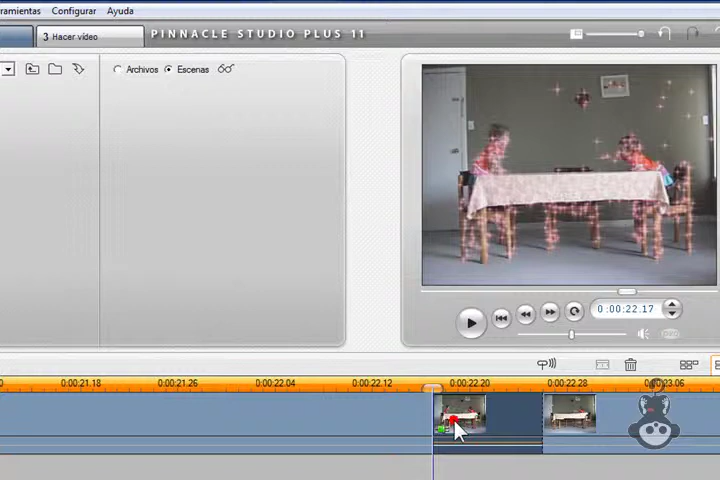 rramientas Configurar Ayuda
3 Hacer vídeo
PINNACLE STUDIO PLUS 11
Archivos Escenas
0:00:22.17
0:00:21.18 0:00:21.26 0:00:22.04 0:00:22.12 0:00:22.20 0:00:22.28 0:00:23.06